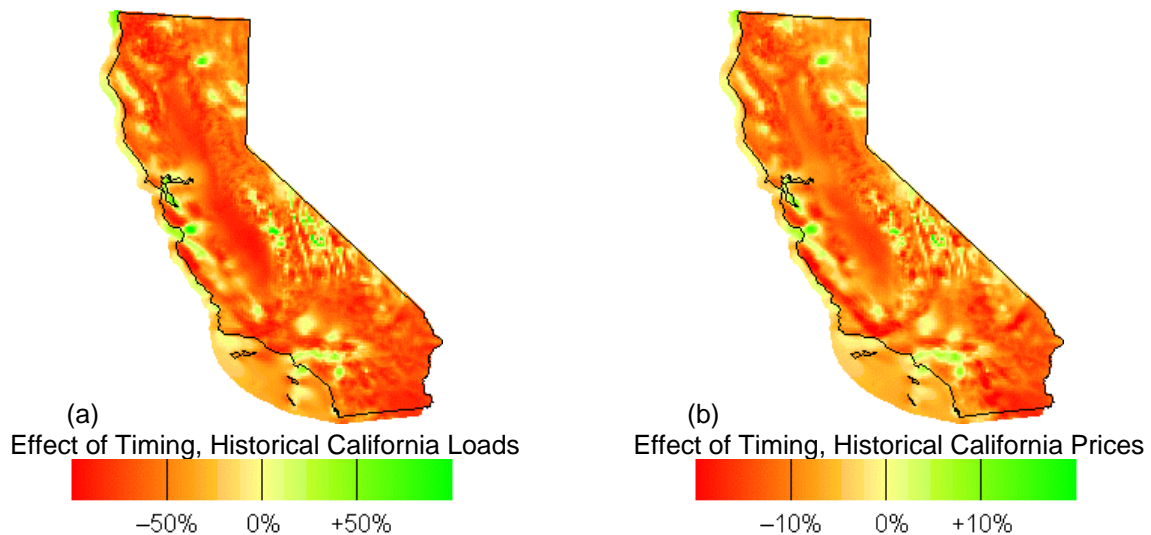 (a)
Effect of Timing, Historical California Loads
–50% 0% +50%
(b)
Effect of Timing, Historical California Prices
–10% 0% +10%